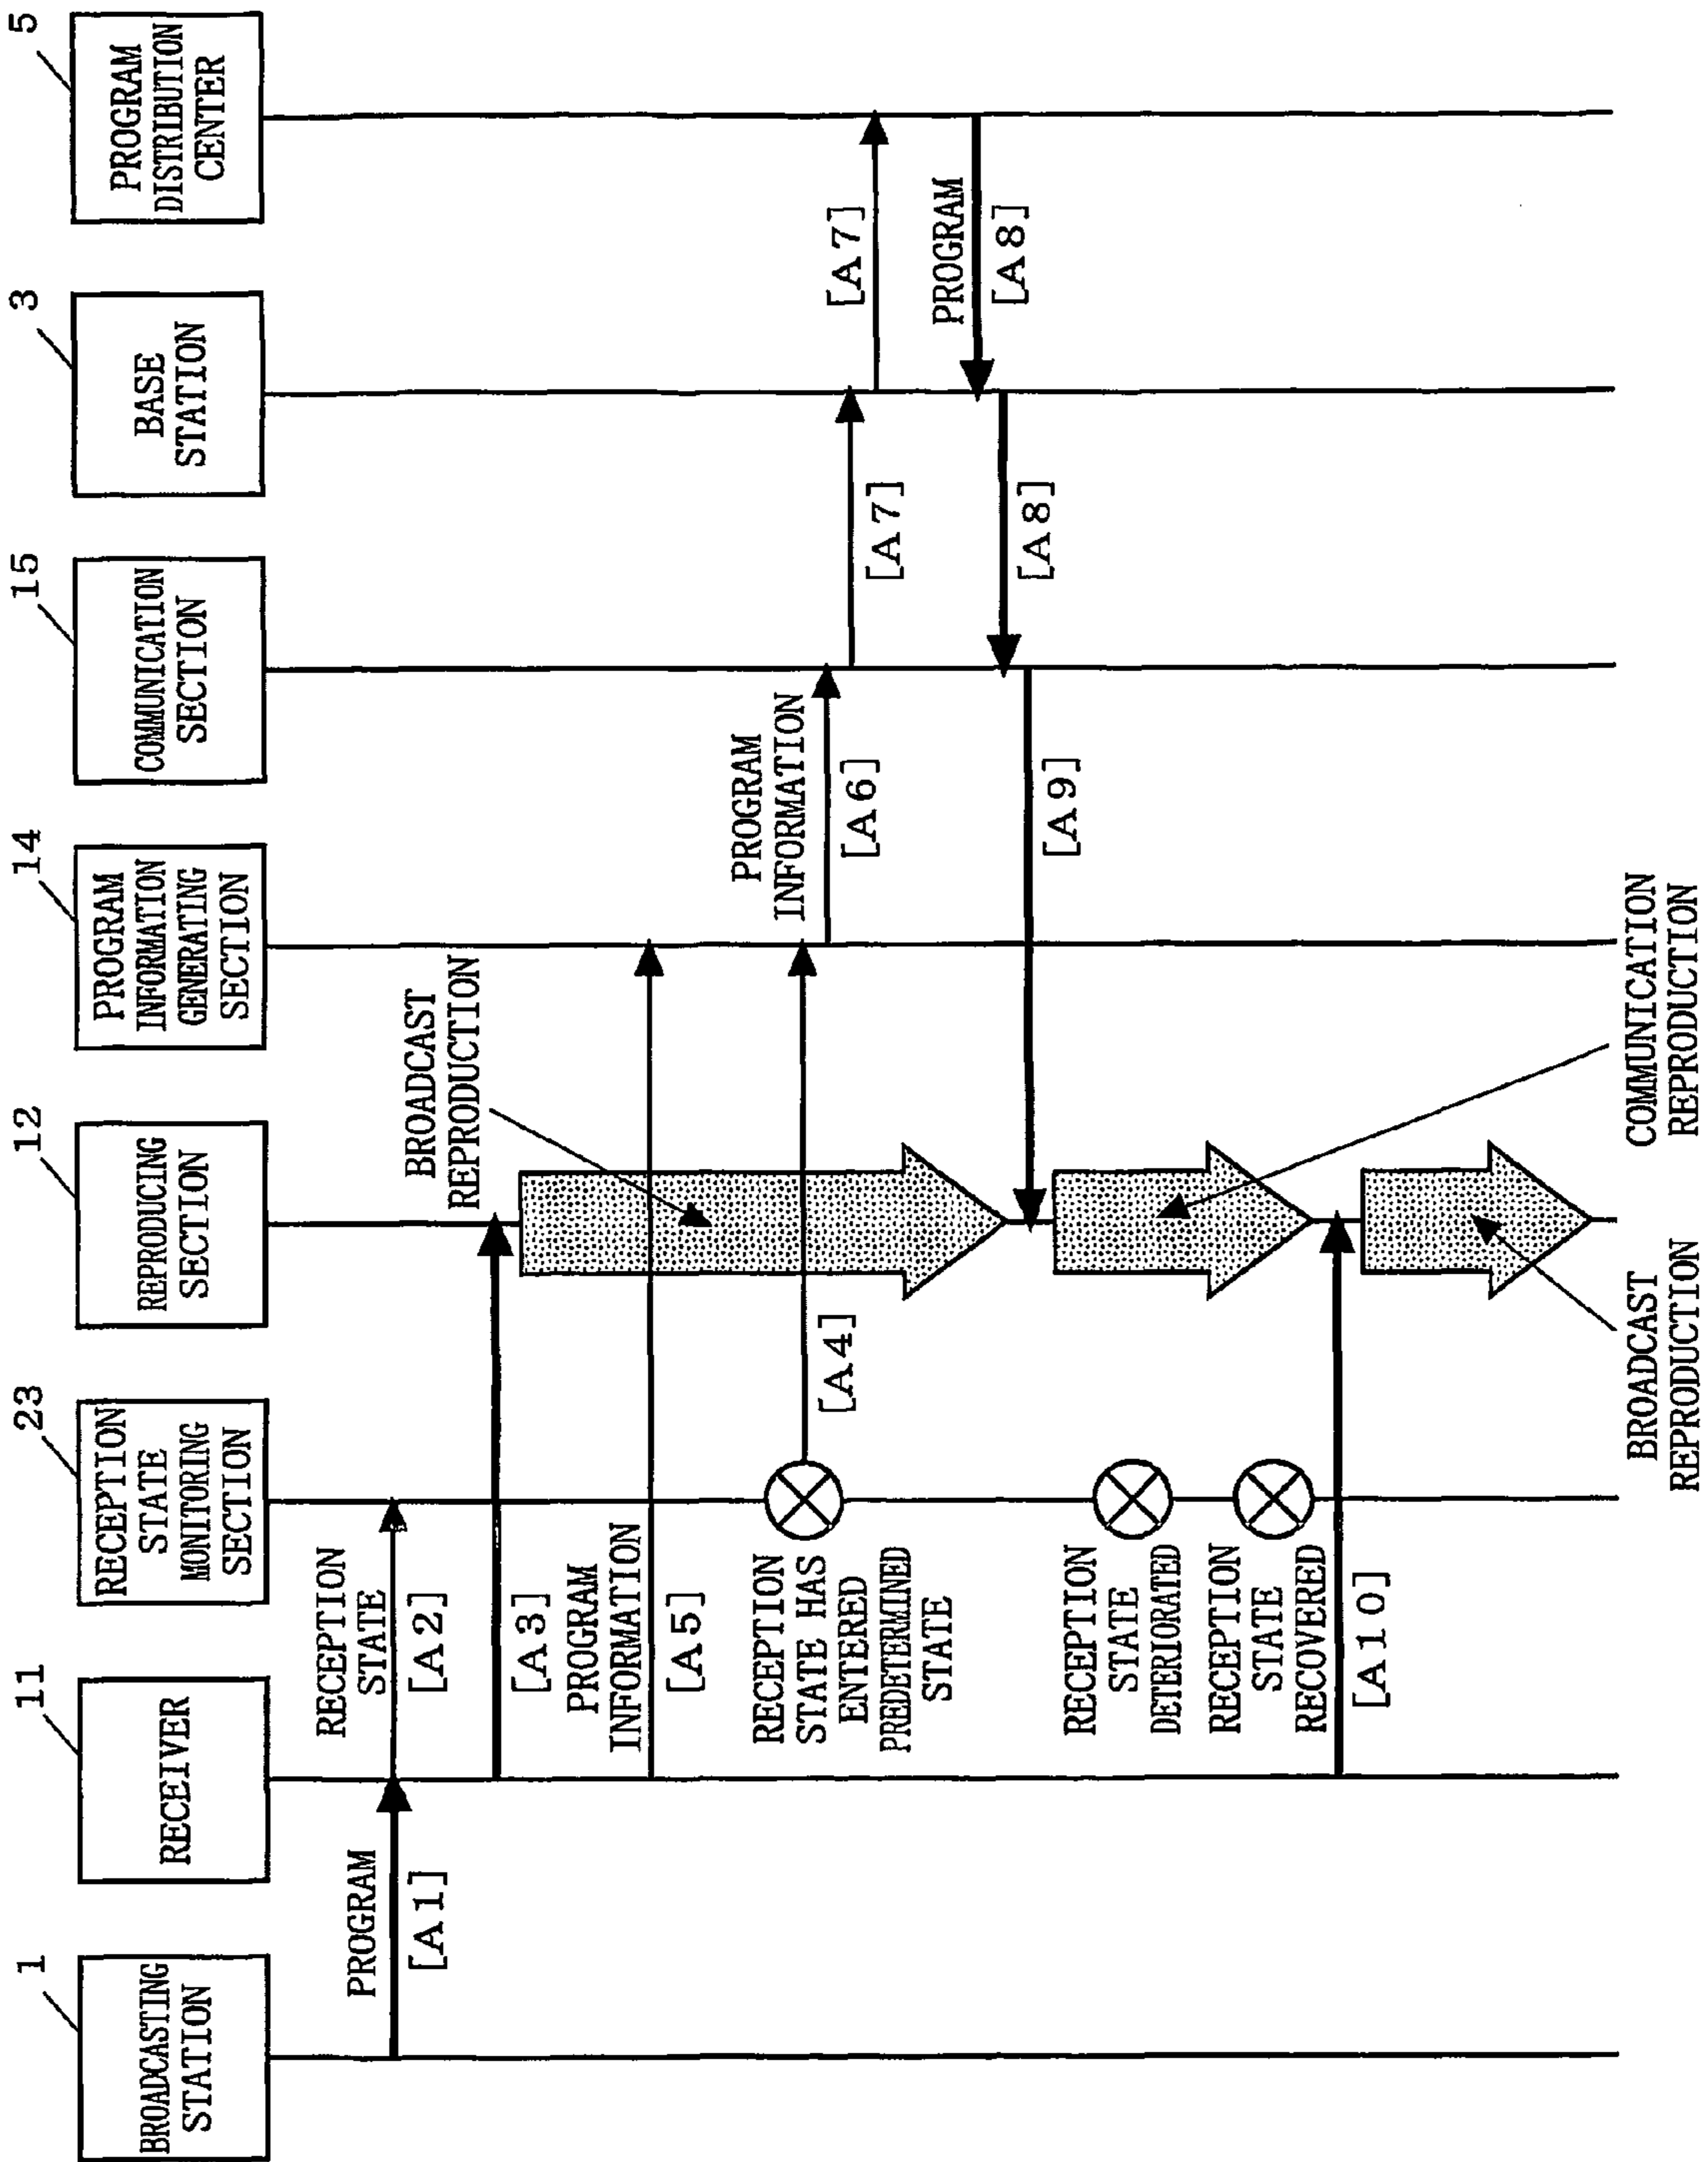 1
BROADCASTING
STATION
11
RECEIVER
23
RECEPTION
STATE
MONITORING
SECTION
12
REPRODUCING
SECTION
14
PROGRAM
INFORMATION
GENERATING
SECTION
15
COMMUNICATION
SECTION
3
BASE
STATION
5
PROGRAM
DISTRIBUTION
CENTER
PROGRAM
[A1]
RECEPTION
STATE
[A2]
[A3]
BROADCAST
REPRODUCTION
PROGRAM
INFORMATION
[A5]
RECEPTION
STATE HAS
ENTERED
PREDETERMINED
STATE
[A4]
PROGRAM
INFORMATION
[A6]
[A7]
[A7]
PROGRAM
[A8]
[A8]
[A9]
RECEPTION
STATE
DETERIORATED
RECEPTION
STATE
RECOVERED
[A10]
BROADCAST
REPRODUCTION
COMMUNICATION
REPRODUCTION